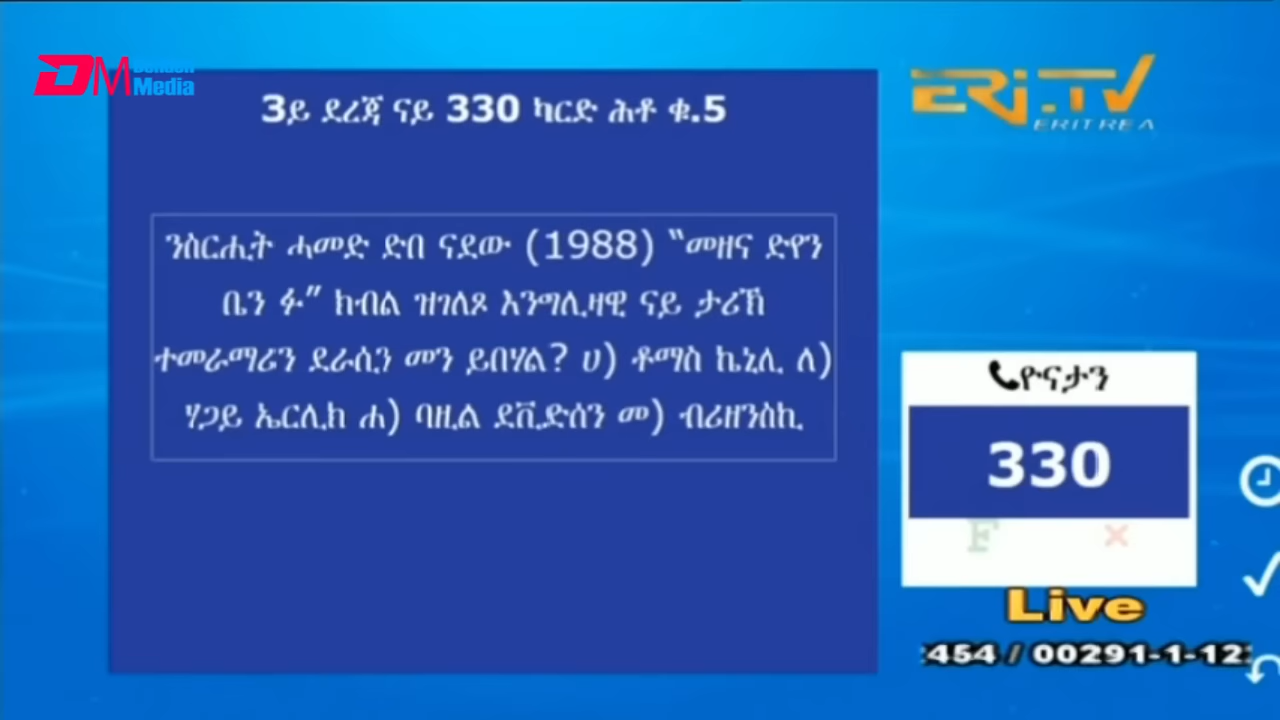 DM Media
ERi.TV
ERITREA
3ይ ደረጃ ናይ 330 ካርድ ሕቶ ቁ.5
ንስርሒት ሓመድ ድበ ናደው (1988) “መዘና ድየን
ቤን ፉ” ክብል ዝገለጾ እንግሊዛዊ ናይ ታሪኽ
ተመራማሪን ደራሲን መን ይበሃል? ሀ) ቶማስ ኬኒሊ ለ)
ሃጋይ ኤርሊክ ሐ) ባዚል ደቪድሰን መ) ብሪዘንስኪ
ዮናታን
330
F ×
Live
454 / 00291-1-12